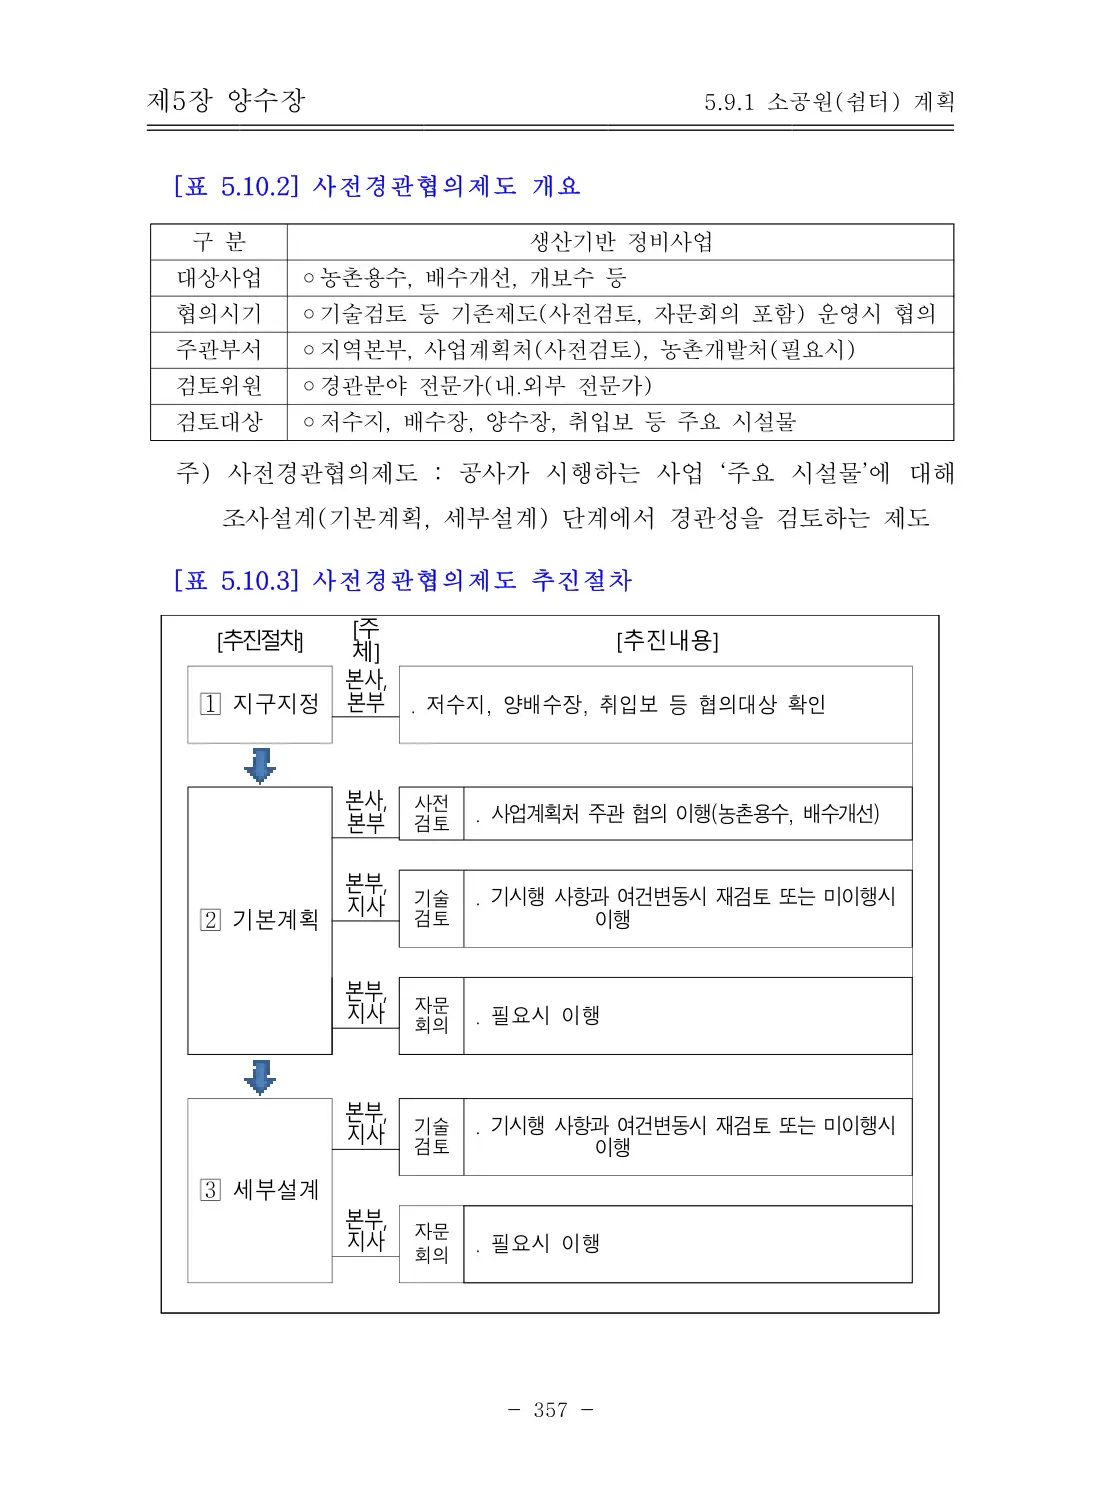 제5장 양수장 5.9.1 소공원(쉼터) 계획
[표 5.10.2] 사전경관협의제도 개요
구 분 생산기반 정비사업
대상사업 ○농촌용수, 배수개선, 개보수 등
협의시기 ○기술검토 등 기존제도(사전검토, 자문회의 포함) 운영시 협의
주관부서 ○지역본부, 사업계획처(사전검토), 농촌개발처(필요시)
검토위원 ○경관분야 전문가(내.외부 전문가)
검토대상 ○저수지, 배수장, 양수장, 취입보 등 주요 시설물
주) 사전경관협의제도 : 공사가 시행하는 사업 ‘주요 시설물’에 대해
조사설계(기본계획, 세부설계) 단계에서 경관성을 검토하는 제도
[표 5.10.3] 사전경관협의제도 추진절차
[추진절차]
[주
체]
[추진내용]
1 지구지정
본사,
본부
. 저수지, 양배수장, 취입보 등 협의대상 확인
2 기본계획
본사,
본부
사전
검토
. 사업계획처 주관 협의 이행(농촌용수, 배수개선)
본부,
지사
기술
검토
. 기시행 사항과 여건변동시 재검토 또는 미이행시
이행
본부,
지사
자문
회의
. 필요시 이행
3 세부설계
본부,
지사
기술
검토
. 기시행 사항과 여건변동시 재검토 또는 미이행시
이행
본부,
지사
자문
회의
. 필요시 이행
- 357 -